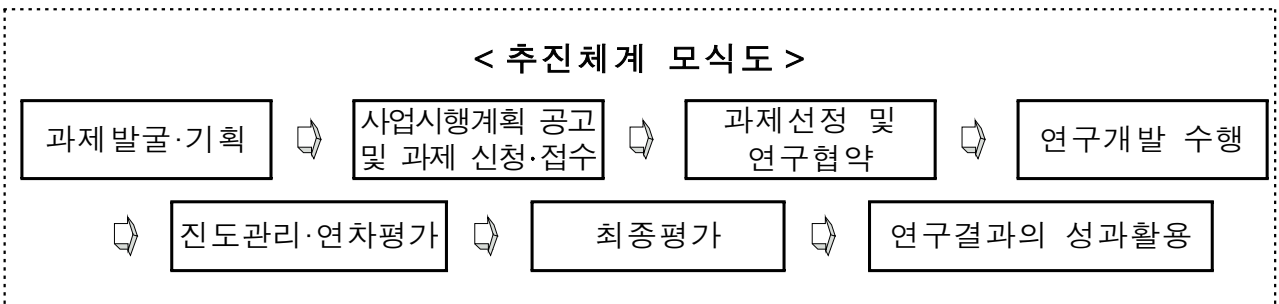 < 추진체계 모식도 >
과제발굴·기획
사업시행계획 공고
및 과제 신청·접수
과제선정 및
연구협약
연구개발 수행
진도관리·연차평가
최종평가
연구결과의 성과활용